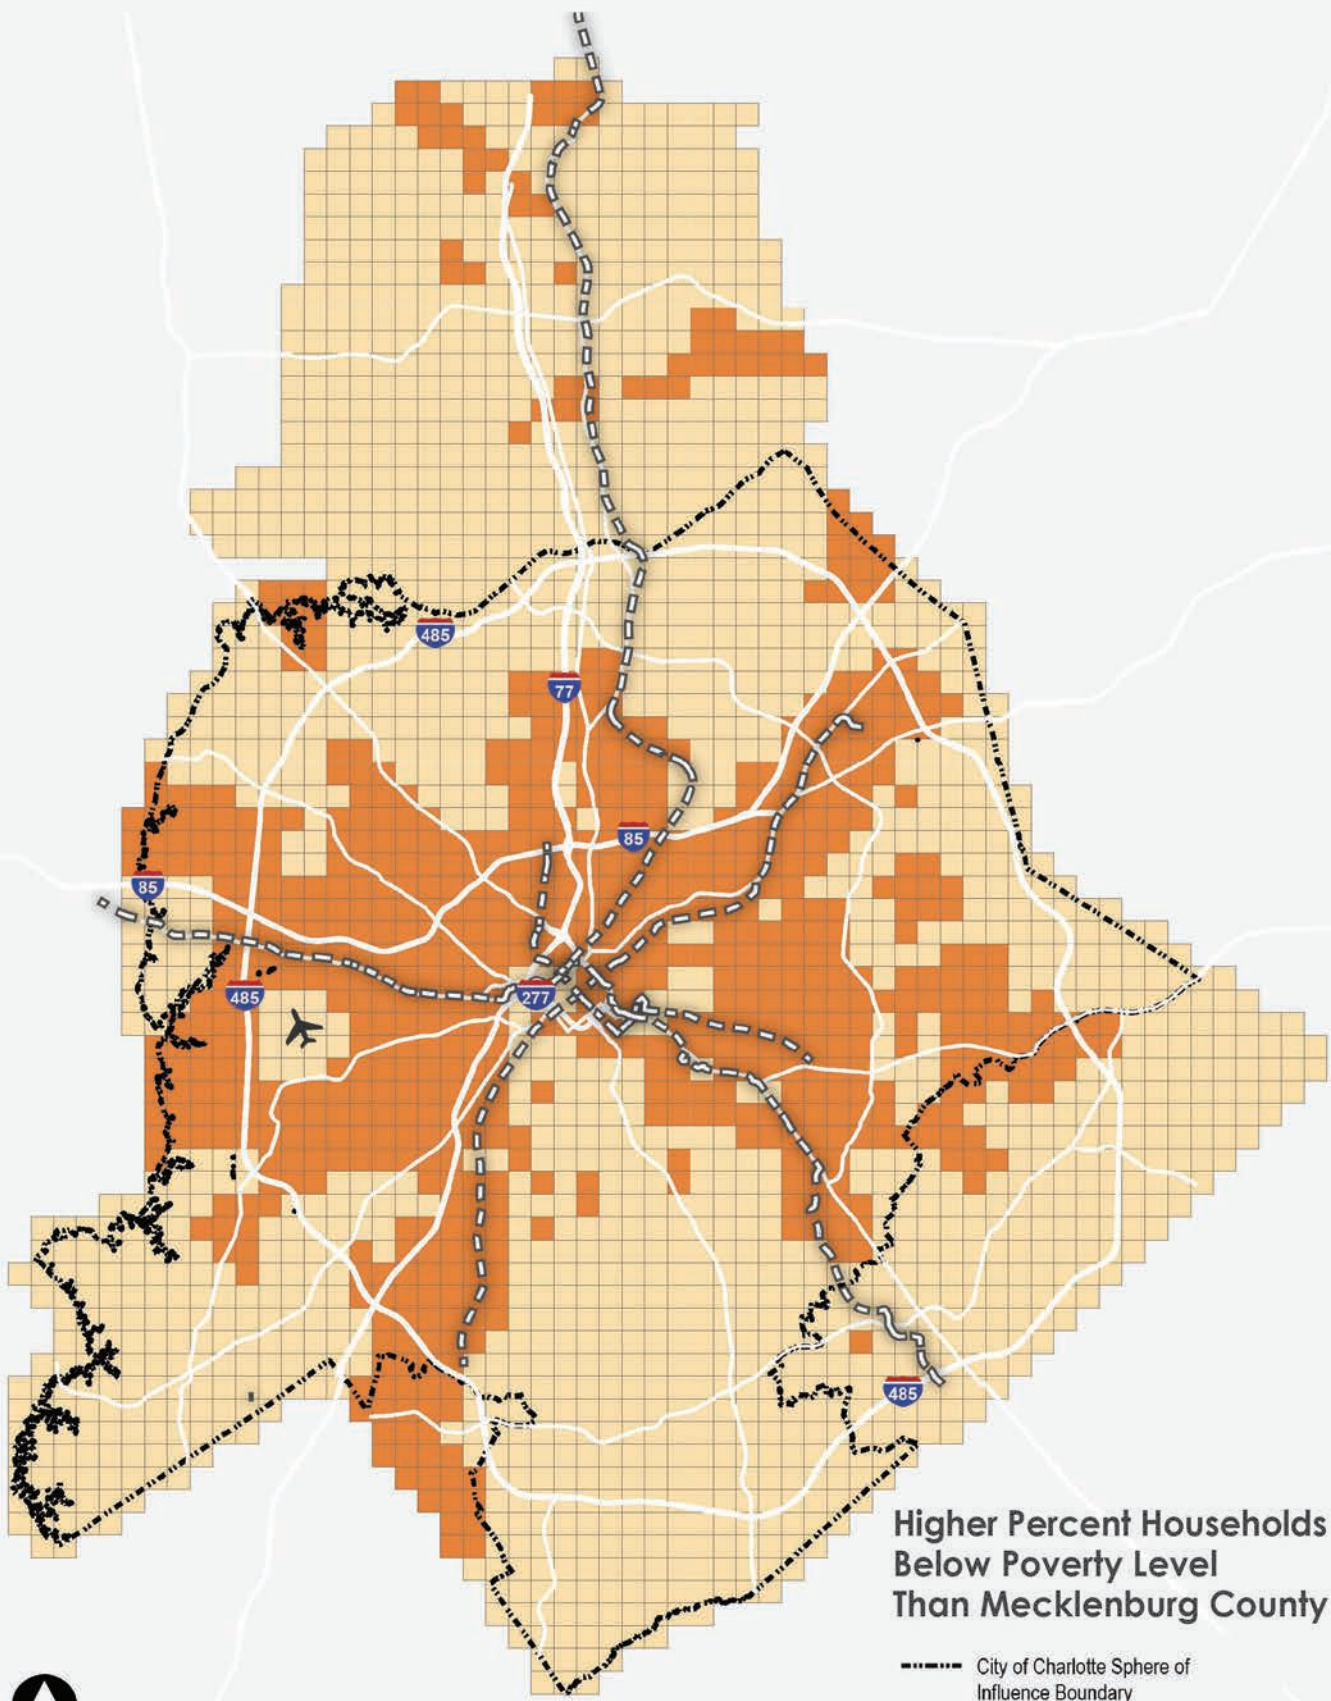 485
77
85
85
485
277
485
Higher Percent Households
Below Poverty Level
Than Mecklenburg County
City of Charlotte Sphere of
Influence Boundary